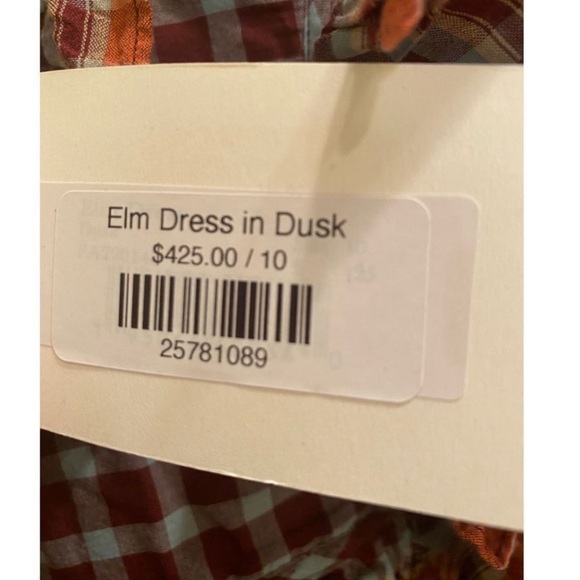 Elm Dress in Dusk
$425.00 / 10
25781089